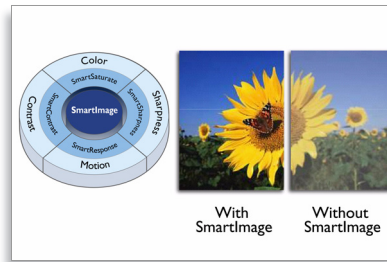 Color
SmartSaturate
Contrast
SmartContrast
SmartImage
SmartSharpness
Sharpness
SmartResponse
Motion
With
SmartImage
Without
SmartImage